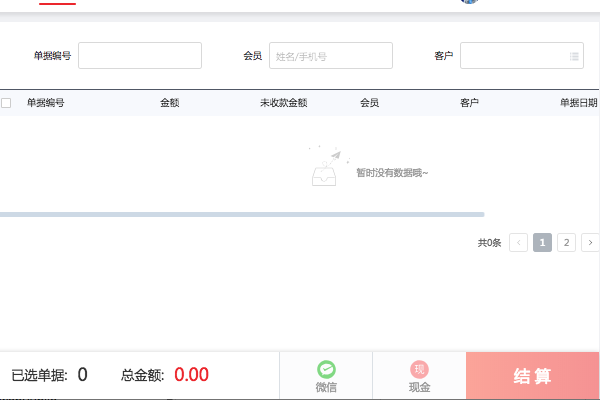 单据编号 会员 姓名/手机号 客户
单据编号 金额 未收款金额 会员 客户 单据日期
暂时没有数据哦~
共0条 < 1 2 >
已选单据: 0 总金额: 0.00 微信 现 现金 结算